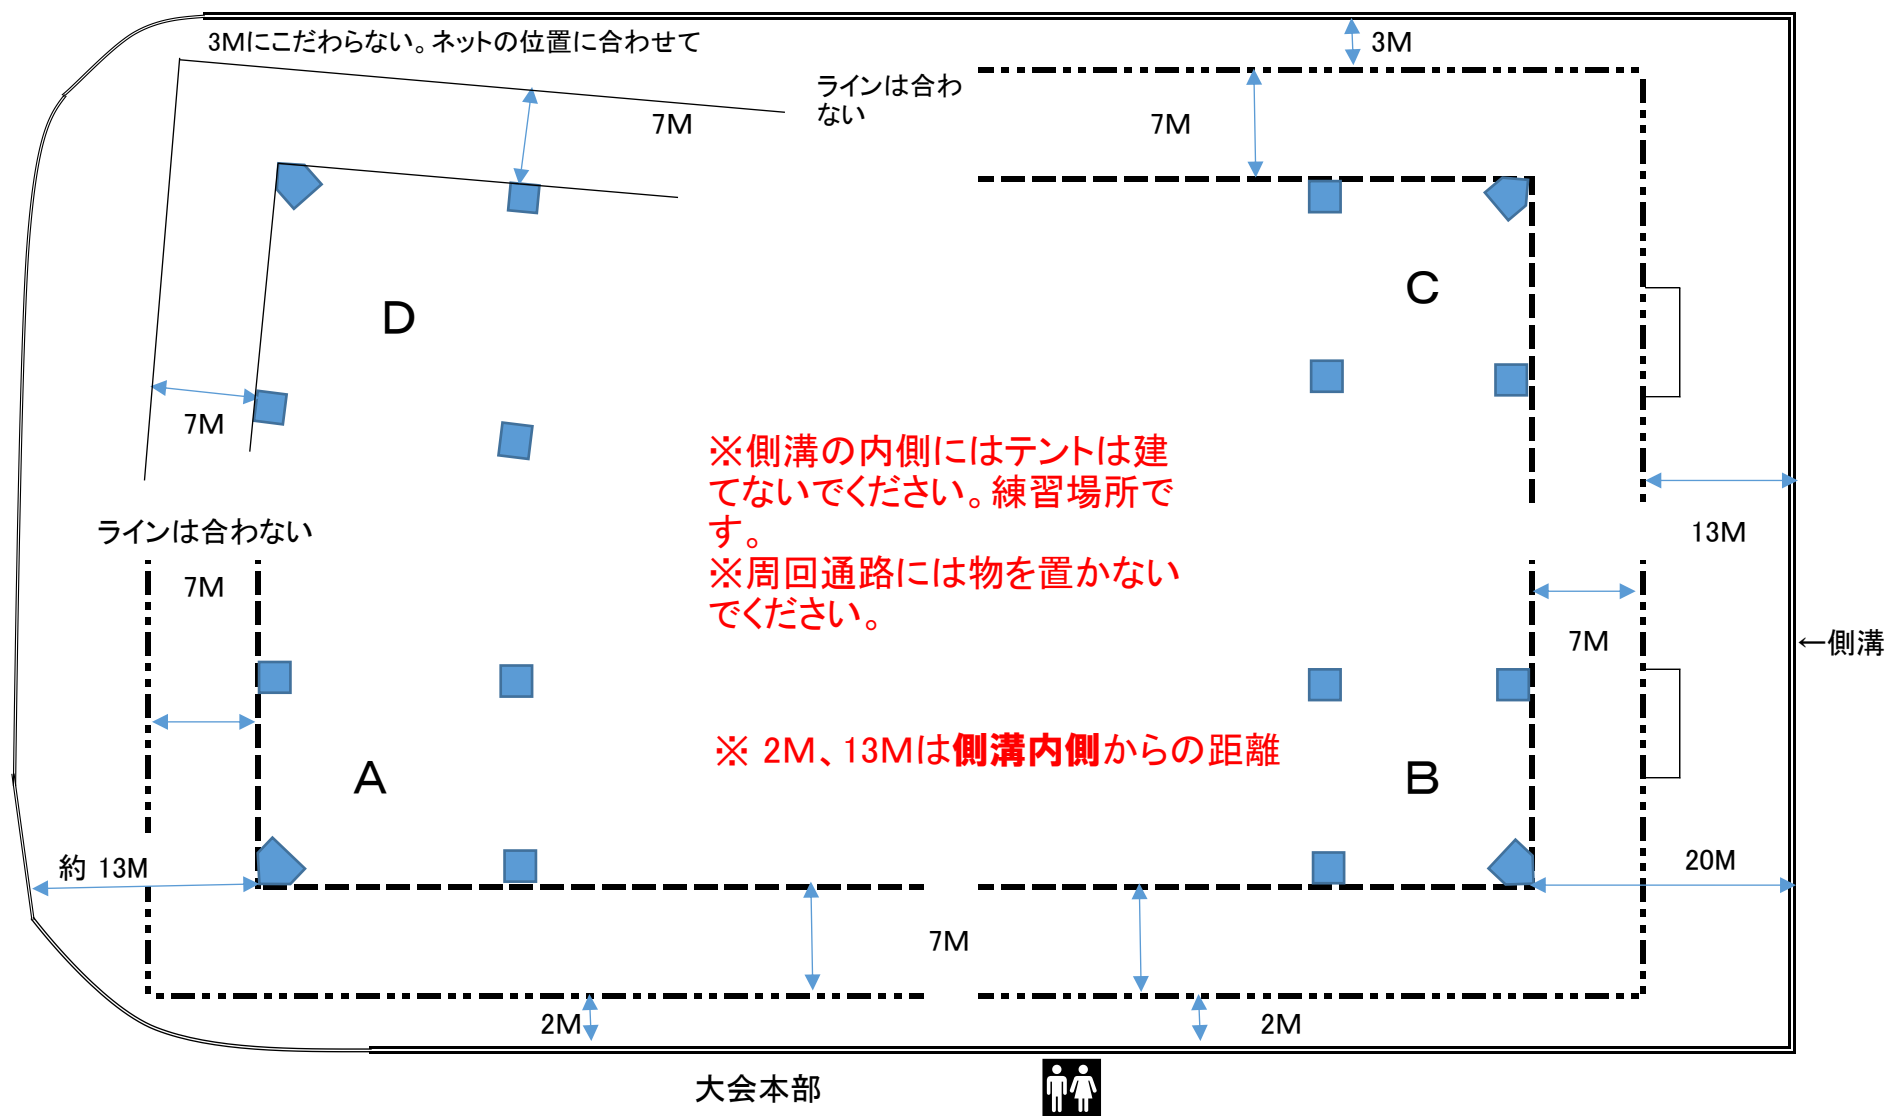 3Mにこだわらない。ネットの位置に合わせて
3M
ラインは合わ
ない
7M
7M
C
D
7M
※側溝の内側にはテントは建
てないでください。練習場所で
す。
※周回通路には物を置かない
でください。
ラインは合わない
13M
7M
7M
←側溝
※ 2M、13Mは側溝内側からの距離
A
B
約 13M
20M
7M
2M
2M
大会本部